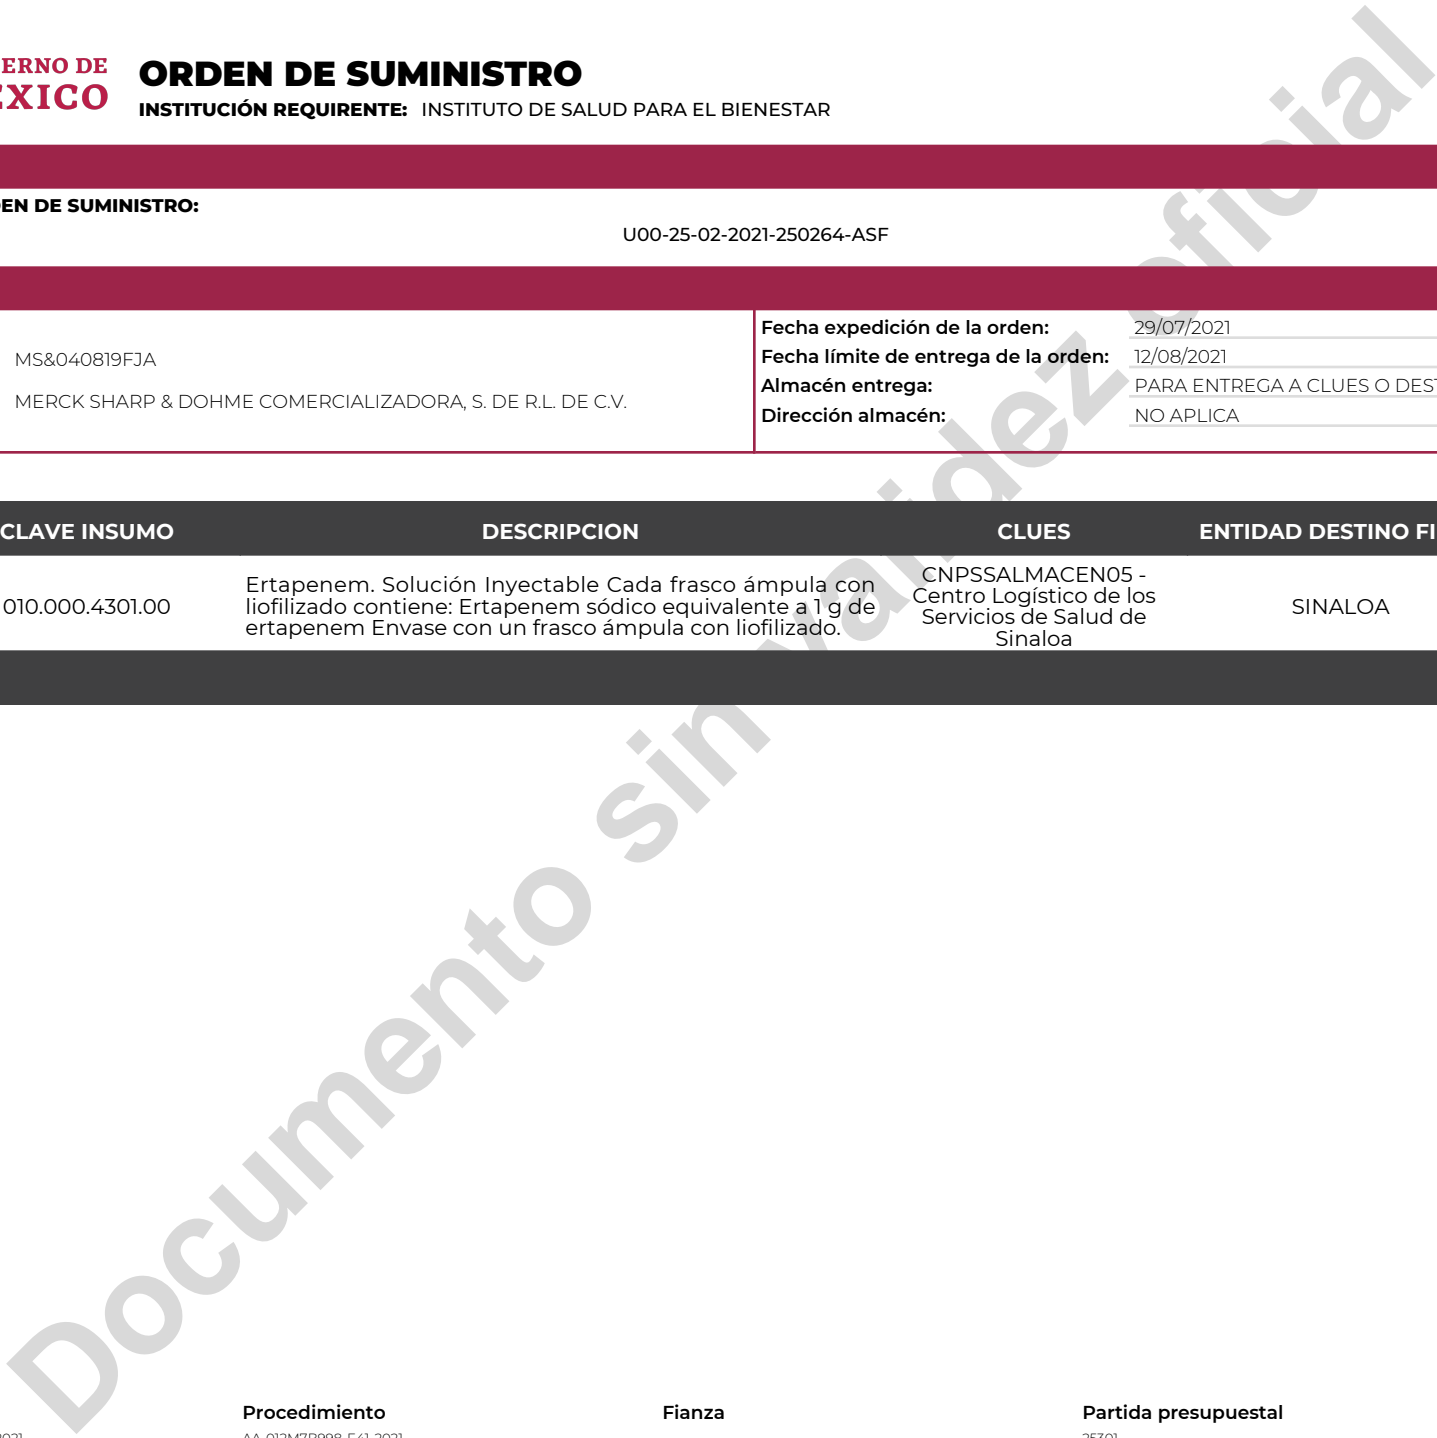 ERNO DE
ORDEN DE SUMINISTRO
EXICO
INSTITUCIÓN REQUIRENTE: INSTITUTO DE SALUD PARA EL BIENESTAR
EN DE SUMINISTRO:
U00-25-02-2021-250264-ASF
MS&040819FJA
MERCK SHARP & DOHME COMERCIALIZADORA, S. DE R.L. DE C.V.
Fecha expedición de la orden: 29/07/2021
Fecha límite de entrega de la orden: 12/08/2021
Almacén entrega: PARA ENTREGA A CLUES O DEST
Dirección almacén: NO APLICA
CLAVE INSUMO DESCRIPCION CLUES ENTIDAD DESTINO FI
010.000.4301.00
Ertapenem. Solución Inyectable Cada frasco ámpula con
liofilizado contiene: Ertapenem sódico equivalente a 1 g de
ertapenem Envase con un frasco ámpula con liofilizado.
CNPSSALMACEN05 -
Centro Logístico de los
Servicios de Salud de
Sinaloa
SINALOA
Documento sin validez oficial
Procedimiento Fianza Partida presupuestal